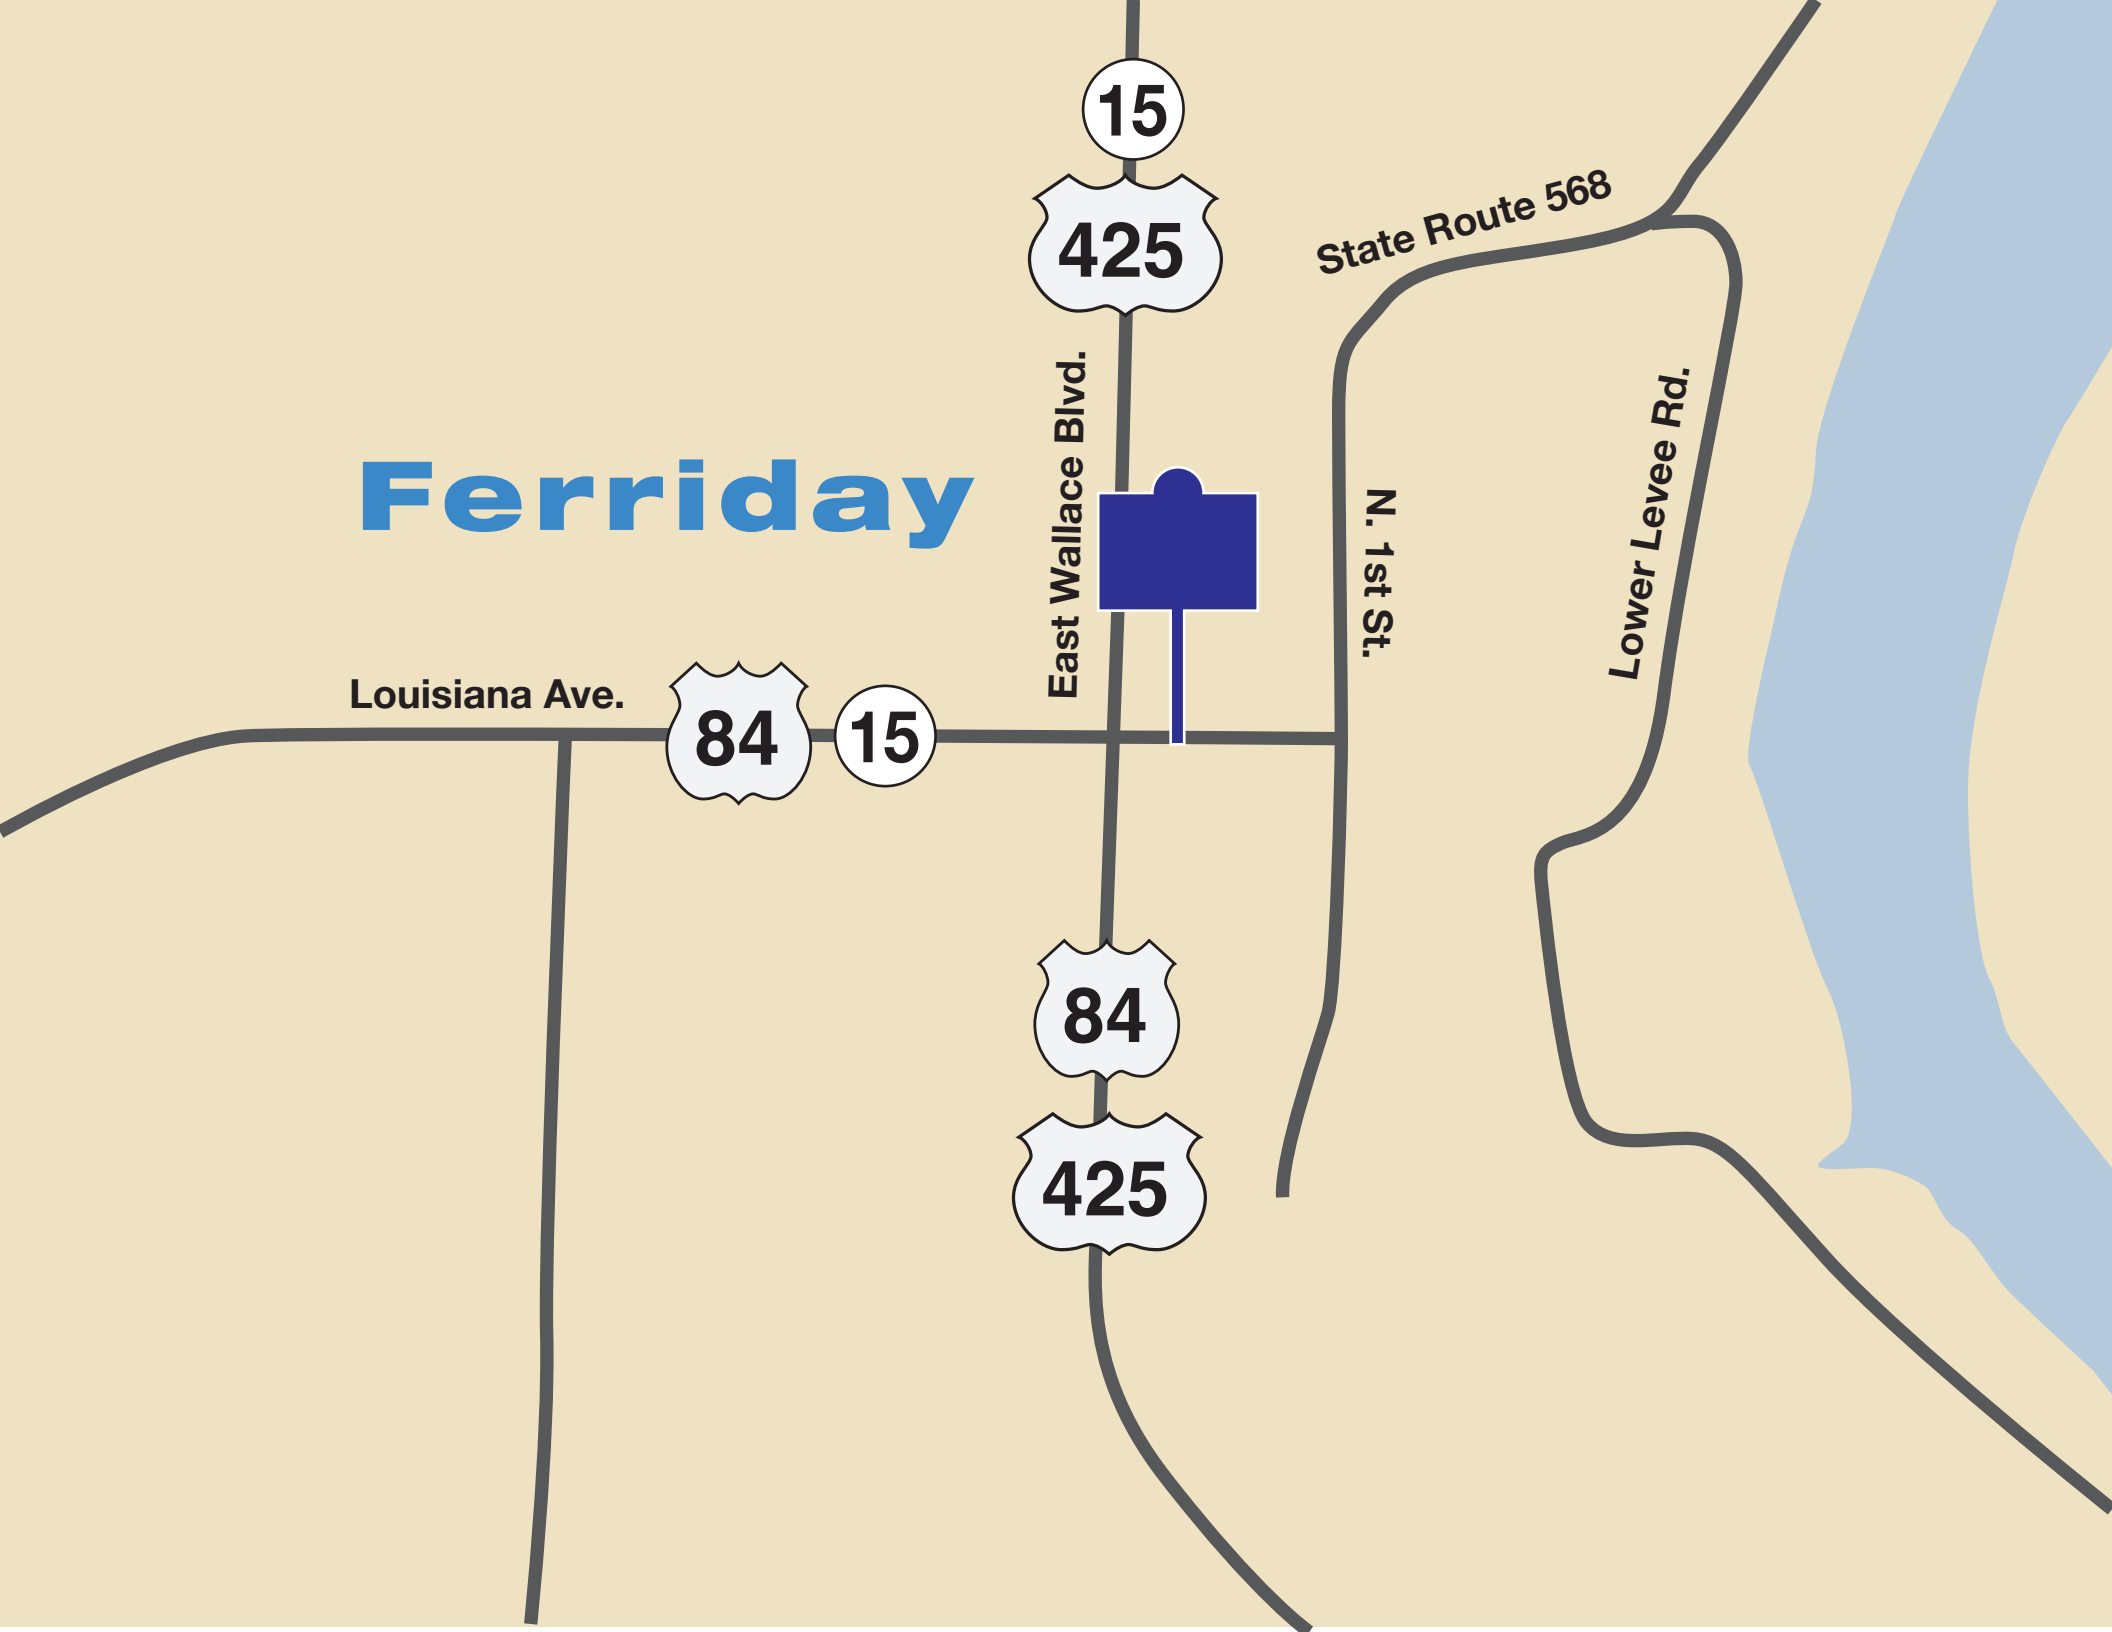 15
425
State Route 568
East Wallace Blvd.
Lower Levee Rd.
Ferriday
N. 1st St.
Louisiana Ave.
84
15
84
425